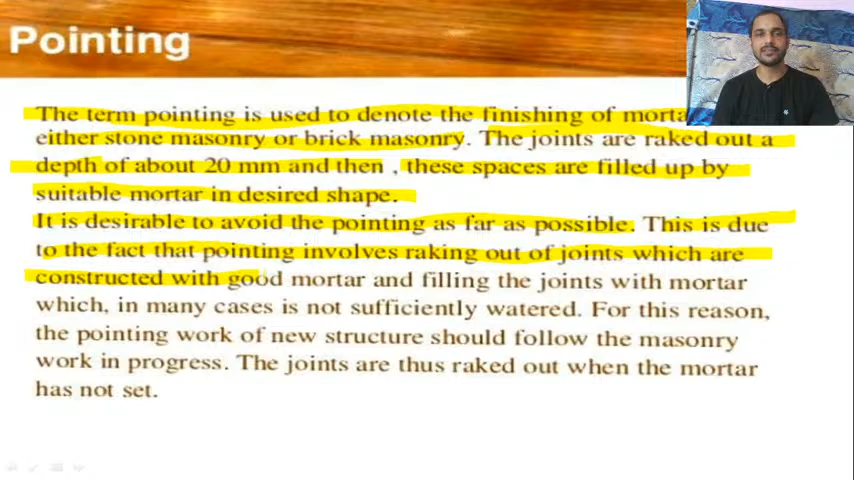 Pointing
The term pointing is used to denote the finishing of
either stone masonry or brick masonry. The joints are raked out a
depth of about 20 mm and then , these spaces are filled up by
suitable mortar in desired shape.
It is desirable to avoid the pointing as far as possible. This is due
to the fact that pointing involves raking out of joints which are
constructed with good mortar and filling the joints with mortar
which, in many cases is not sufficiently watered. For this reason,
the pointing work of new structure should follow the masonry
work in progress. The joints are thus raked out when the mortar
has not set.